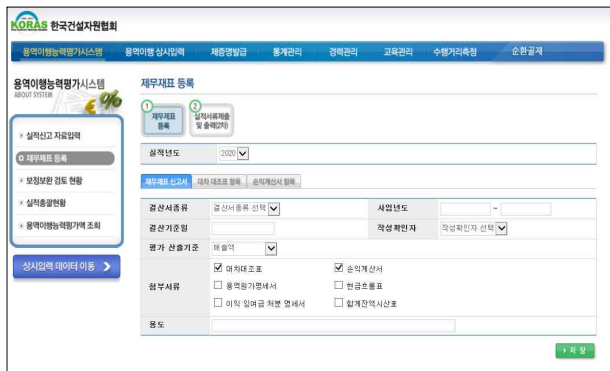 KORAS 한국건설자원협회
용역이행능력평가시스템 용역이행 상시입력 제증명발급 통계관리 경력관리 교육관리 수행거리측정 순환골재
용역이행능력평가시스템
ABOUT SYSTEM
실적신고 자료입력
재무제표 등록
보정보완 검토 현황
실적총괄현황
용역이행능력평가액 조회
상시입력 데이터 이동
재무제표 등록
1 재무제표 등록
2 실적서류제출 및 출력(2차)
실적년도 2020
재무제표 신고서 대차 대조표 항목 손익계산서 항목
결산서종류 결산서종류 선택 사업년도 ~
결산기준일 작성확인자 작성확인자 선택
평가 산출기준 매출액
첨부서류
대차대조표 손익계산서
용역원가명세서 현금흐름표
이익 잉여금 처분 명세서 합계잔액시산표
용도
저 장